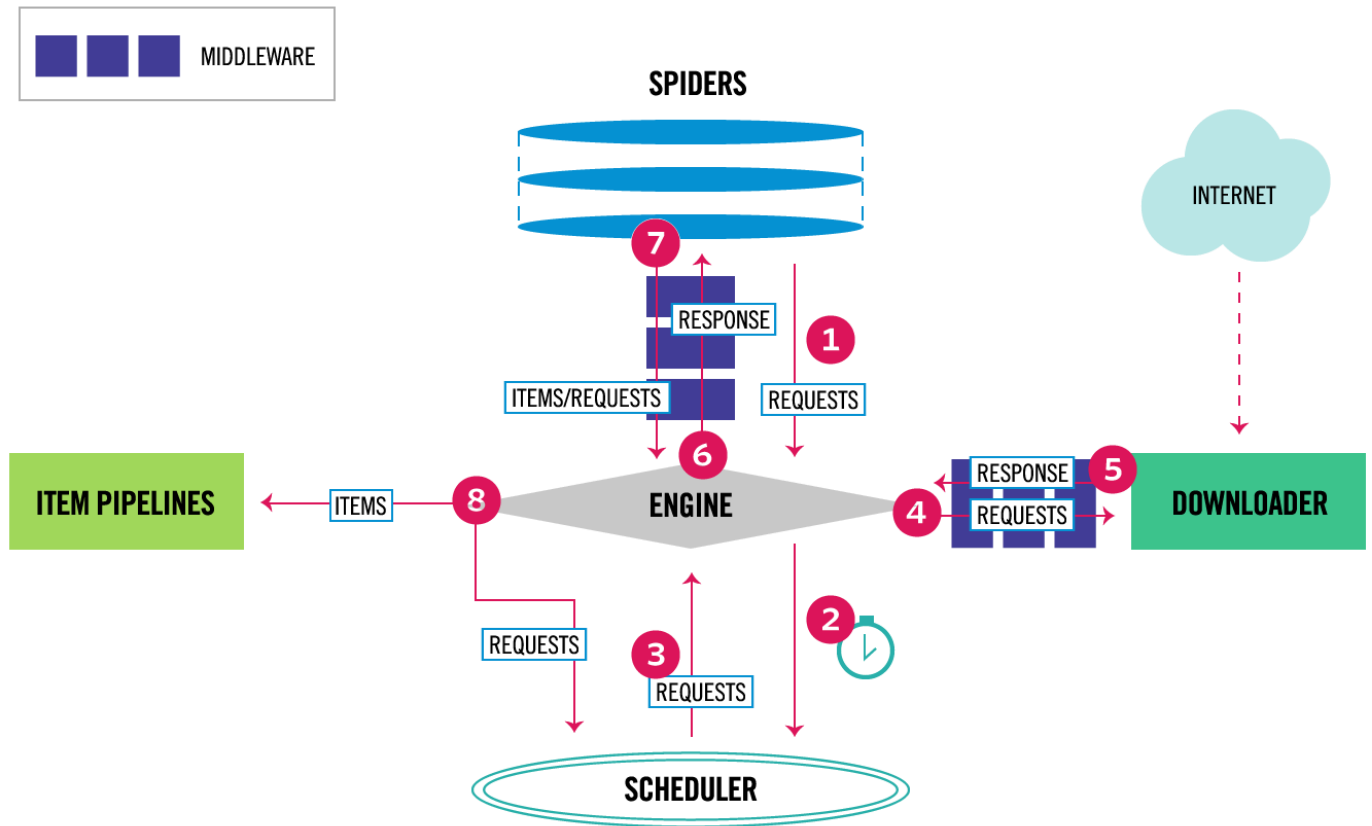 MIDDLEWARE
SPIDERS
INTERNET
7
RESPONSE
1
ITEMS/REQUESTS
REQUESTS
6
5
RESPONSE
ITEM PIPELINES
ITEMS
8
ENGINE
4
REQUESTS
DOWNLOADER
2
REQUESTS
3
REQUESTS
SCHEDULER